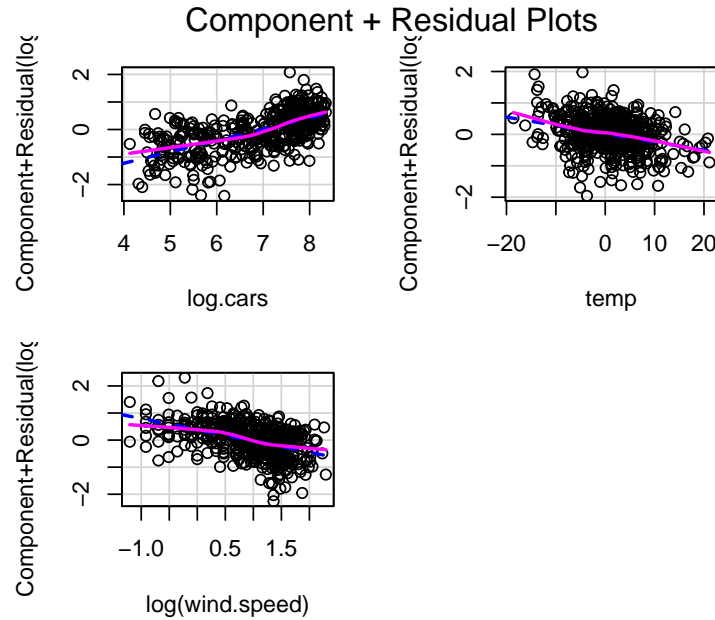 Component + Residual Plots
Component+Residual(log
2
0
−2
4 5 6 7 8
log.cars
Component+Residual(log
2
0
−2
−20 0 10 20
temp
Component+Residual(log
2
0
−2
−1.0 0.5 1.5
log(wind.speed)